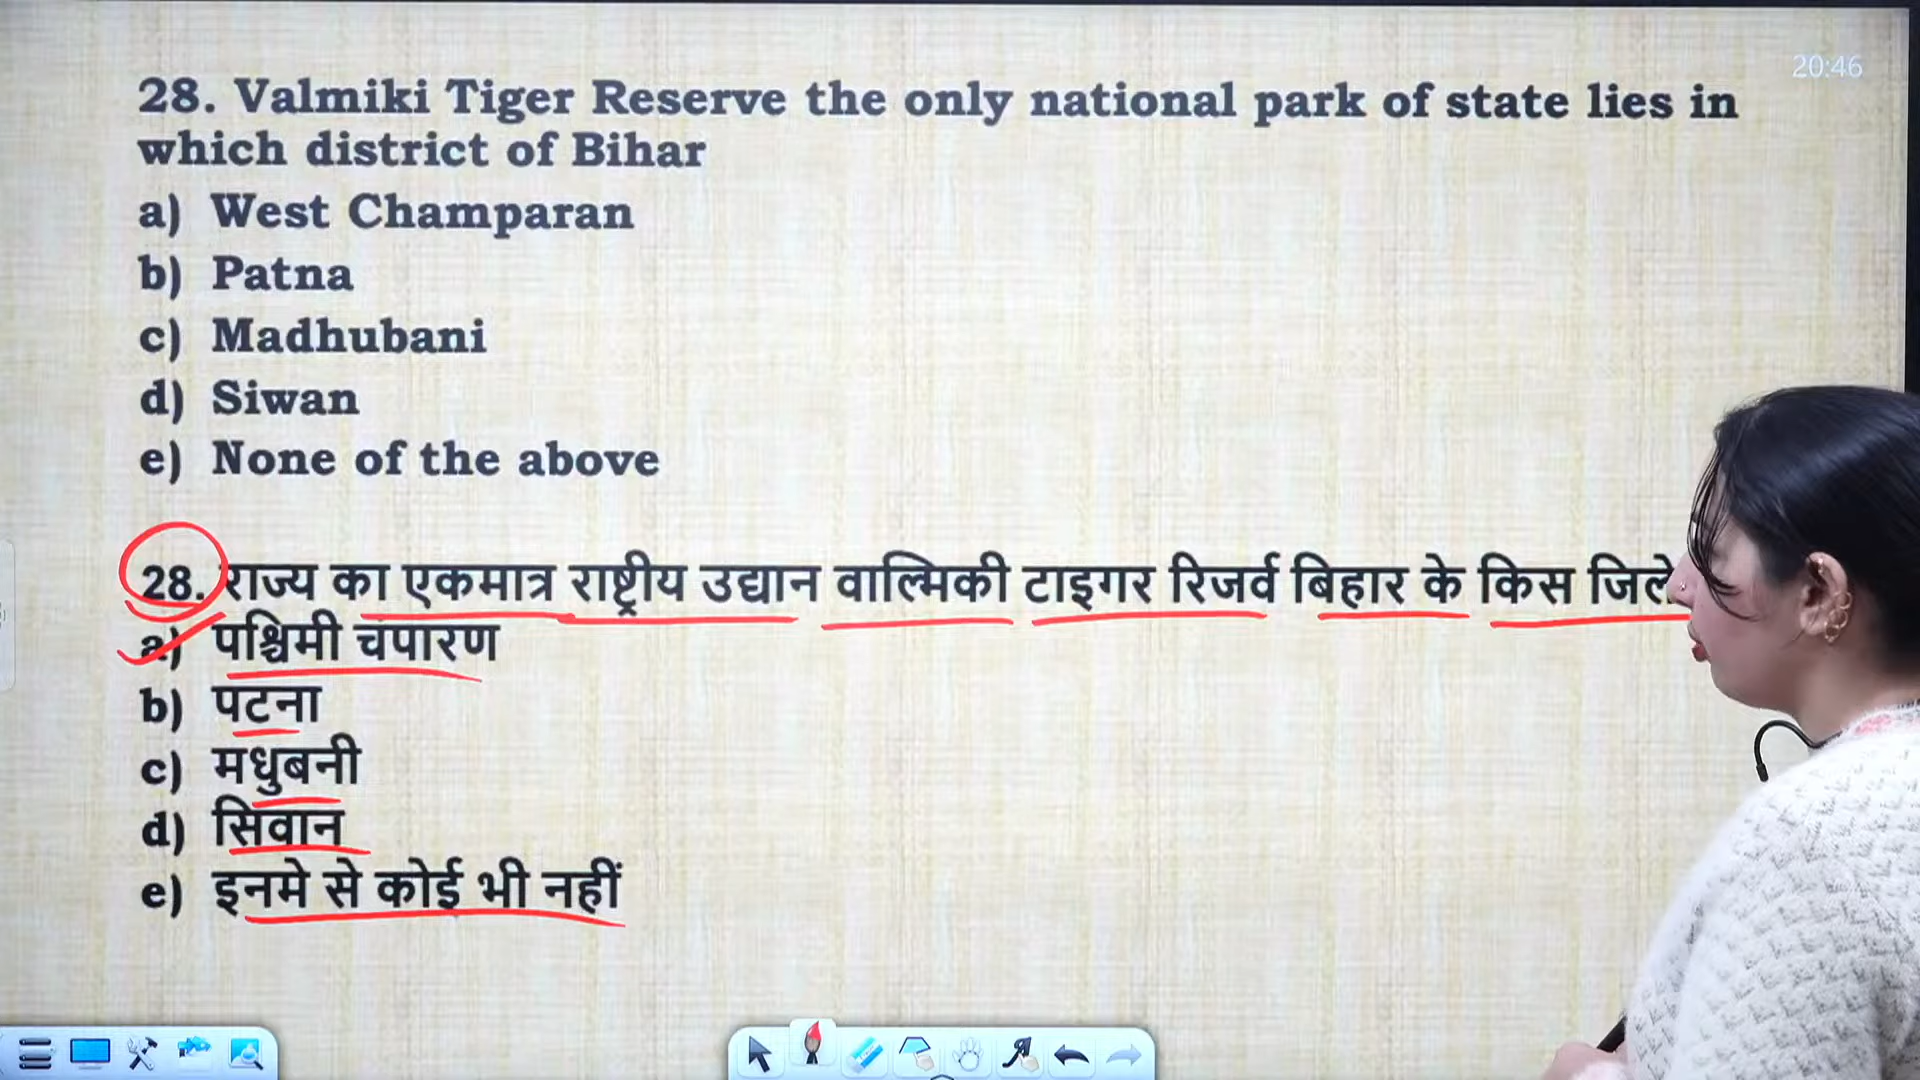 20:46
28. Valmiki Tiger Reserve the only national park of state lies in
which district of Bihar
a) West Champaran
b) Patna
c) Madhubani
d) Siwan
e) None of the above
28. राज्य का एकमात्र राष्ट्रीय उद्यान वाल्मिकी टाइगर रिजर्व बिहार के किस जिले
a) पश्चिमी चपारण
b) पटना
c) मधुबनी
d) सिवान
e) इनमे से कोई भी नहीं